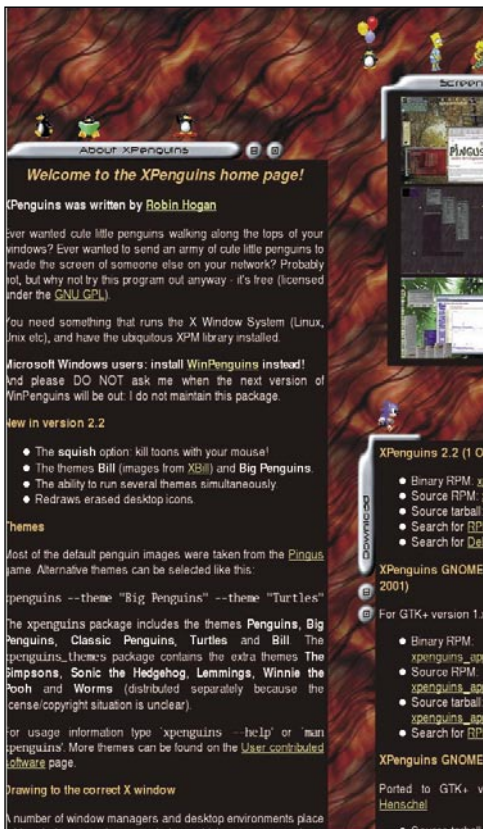 About XPenguins
Welcome to the XPenguins home page!
XPenguins was written by Robin Hogan
Ever wanted cute little penguins walking along the tops of your
windows? Ever wanted to send an army of cute little penguins to
invade the screen of someone else on your network? Probably
not, but why not try this program out anyway - it's free (licensed
under the GNU GPL).
You need something that runs the X Window System (Linux,
Unix etc), and have the ubiquitous XPM library installed.
Microsoft Windows users: install WinPenguins instead!
And please DO NOT ask me when the next version of
WinPenguins will be out: I do not maintain this package.
New in version 2.2
The squish option: kill toons with your mouse!
The themes Bill (images from XBill) and Big Penguins.
The ability to run several themes simultaneously.
Redraws erased desktop icons.
Themes
Most of the default penguin images were taken from the Pingus
game. Alternative themes can be selected like this:
xpenguins --theme "Big Penguins" --theme "Turtles"
The xpenguins package includes the themes Penguins, Big
Penguins, Classic Penguins, Turtles and Bill. The
xpenguins_themes package contains the extra themes The
Simpsons, Sonic the Hedgehog, Lemmings, Winnie the
Pooh and Worms (distributed separately because the
license/copyright situation is unclear).
For usage information type 'xpenguins --help' or 'man
xpenguins'. More themes can be found on the User contributed
software page.
Drawing to the correct X window
A number of window managers and desktop environments place
Screen
PINGUS
Download
XPenguins 2.2 (1 O
Binary RPM: x
Source RPM: x
Source tarball:
Search for RP
Search for De
XPenguins GNOME
2001)
For GTK+ version 1.x
Binary RPM:
xpenguins_ap
Source RPM:
xpenguins_ap
Source tarball:
xpenguins_ap
Search for RP
XPenguins GNOME
Ported to GTK+ v
Henschel